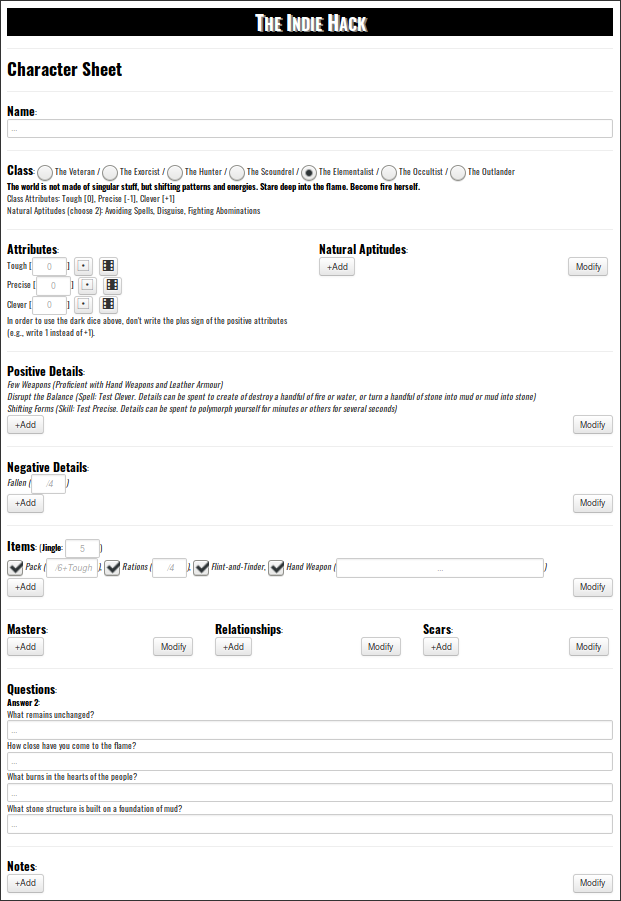 THE INDIE HACK
Character Sheet
Name:
...
Class: The Veteran / The Exorcist / The Hunter / The Scoundrel / The Elementalist / The Occultist / The Outlander
The world is not made of singular stuff, but shifting patterns and energies. Stare deep into the flame. Become fire herself.
Class Attributes: Tough [0], Precise [-1], Clever [+1]
Natural Aptitudes (choose 2): Avoiding Spells, Disguise, Fighting Abominations
Attributes:
Tough [ 0 ]
Precise [ 0 ]
Clever [ 0 ]
In order to use the dark dice above, don't write the plus sign of the positive attributes
(e.g., write 1 instead of +1).
Natural Aptitudes:
+Add Modify
Positive Details:
Few Weapons (Proficient with Hand Weapons and Leather Armour)
Disrupt the Balance (Spell: Test Clever. Details can be spent to create of destroy a handful of fire or water, or turn a handful of stone into mud or mud into stone)
Shifting Forms (Skill: Test Precise. Details can be spent to polymorph yourself for minutes or others for several seconds)
+Add Modify
Negative Details:
Fallen ( /4 )
+Add Modify
Items: (Jingle: 5 )
Pack ( /6+Tough ), Rations ( /4 ), Flint-and-Tinder, Hand Weapon ( ... )
+Add Modify
Masters:
+Add Modify
Relationships:
+Add Modify
Scars:
+Add Modify
Questions:
Answer 2:
What remains unchanged?
...
How close have you come to the flame?
...
What burns in the hearts of the people?
...
What stone structure is built on a foundation of mud?
...
Notes:
+Add Modify